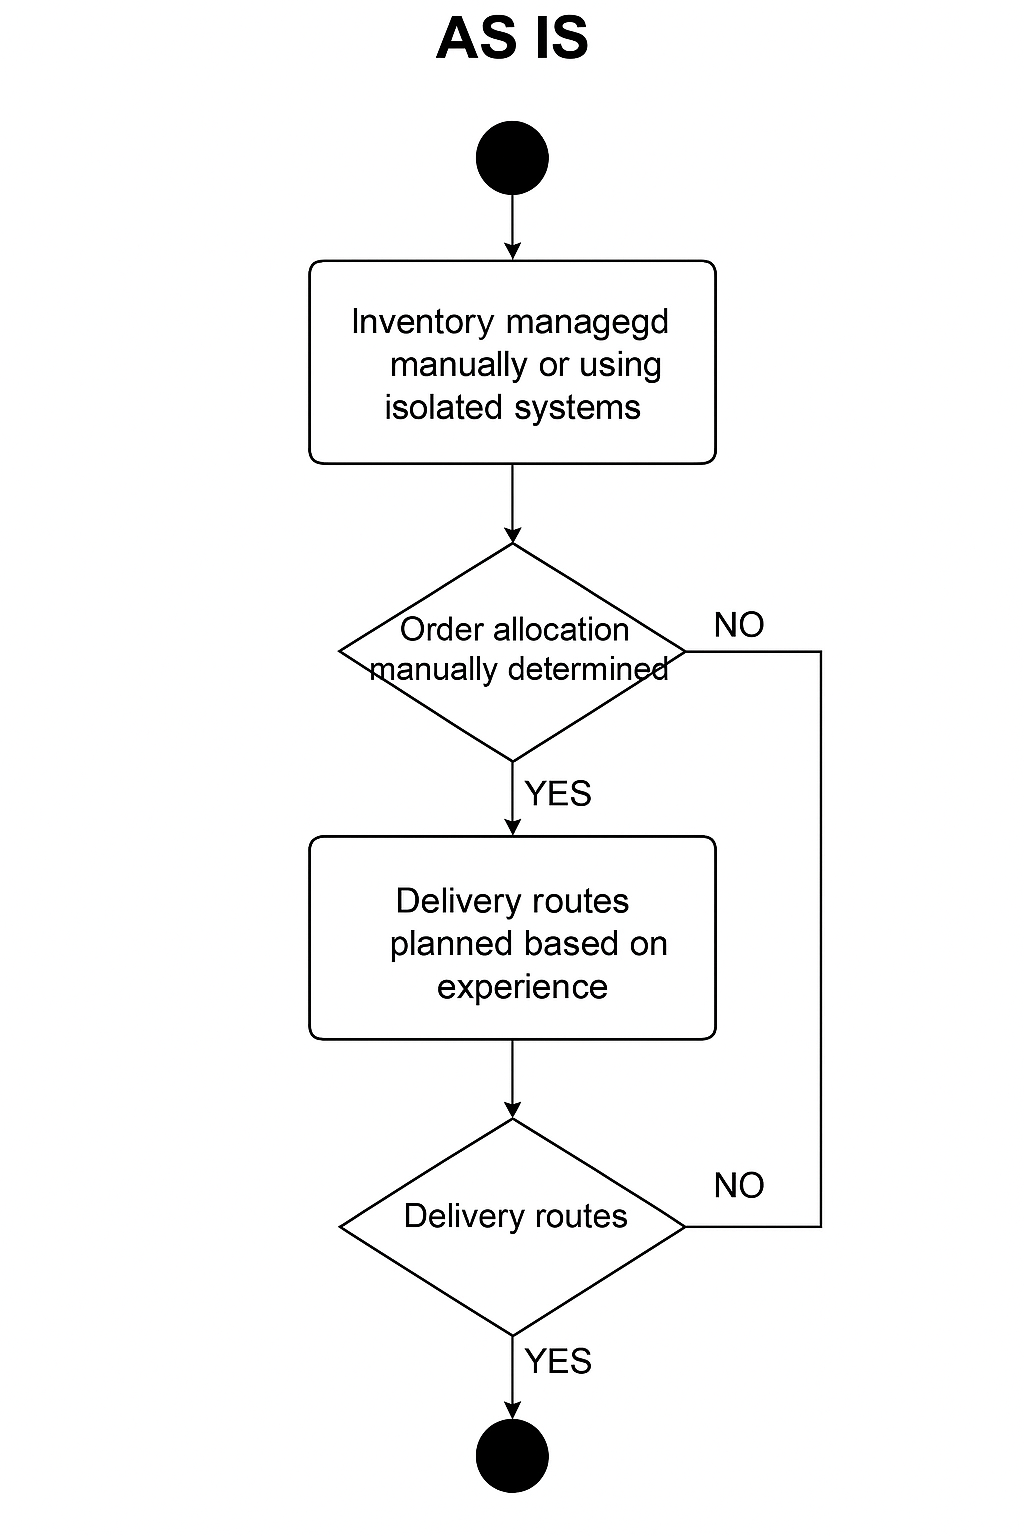 AS IS
Inventory managegd
manually or using
isolated systems
Order allocation
manually determined
NO
YES
Delivery routes
planned based on
experience
Delivery routes
NO
YES